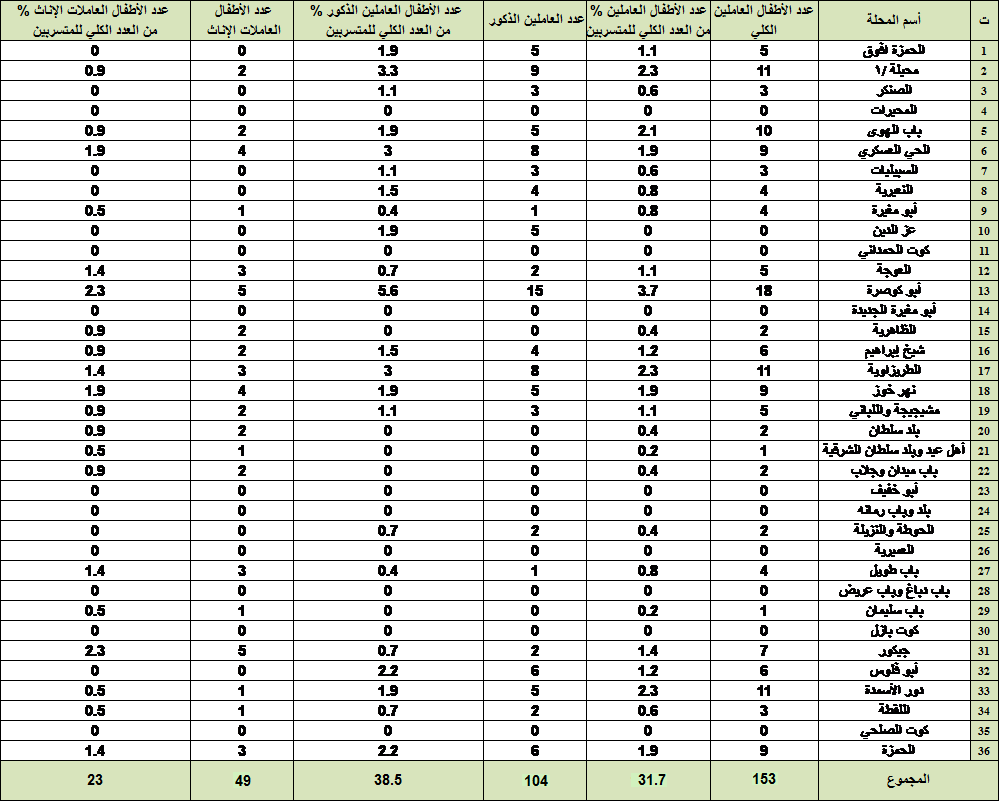 ت أسم المحلة عدد الأطفال العاملين الكلي عدد الأطفال العاملين % من العدد الكلي للمتسربين عدد العاملين الذكور عدد الأطفال العاملين الذكور % من العدد الكلي للمتسربين عدد الأطفال العاملات الإناث عدد الأطفال العاملات الإناث % من العدد الكلي للمتسربين
1 الحمزة افوق 5 1.1 5 1.9 0 0
2 محيلة /١ 11 2.3 9 3.3 2 0.9
3 الصنكر 3 0.6 3 1.1 0 0
4 المحيرات 0 0 0 0 0 0
5 باب الهوى 10 2.1 5 1.9 2 0.9
6 الحي العسكري 9 1.9 8 3 4 1.9
7 السبيليات 3 0.6 3 1.1 0 0
8 النعيرية 4 0.8 4 1.5 0 0
9 أبو مغيرة 4 0.8 1 0.4 1 0.5
10 عز الدين 0 0 5 1.9 0 0
11 كوت الحمداني 0 0 0 0 0 0
12 العوجة 5 1.1 2 0.7 3 1.4
13 أبو كوصرة 18 3.7 15 5.6 5 2.3
14 أبو مغيرة الجديدة 0 0 0 0 0 0
15 الظاهرية 2 0.4 0 0 2 0.9
16 شيخ إبراهيم 6 1.2 4 1.5 2 0.9
17 الطريزاوية 11 2.3 8 3 3 1.4
18 نهر خوز 9 1.9 5 1.9 4 1.9
19 مشيجيجة واللباني 5 1.1 3 1.1 2 0.9
20 بلد سلطان 2 0.4 0 0 2 0.9
21 أهل عيد وبلد سلطان الشرقية 1 0.2 0 0 1 0.5
22 باب ميدان وجلاب 2 0.4 0 0 2 0.9
23 أبو خفيف 0 0 0 0 0 0
24 بلد وباب رمانه 0 0 0 0 0 0
25 الحوطة والنزيلة 2 0.4 2 0.7 0 0
26 العميرية 0 0 0 0 0 0
27 باب طويل 4 0.8 1 0.4 3 1.4
28 باب دباغ وباب عريض 0 0 0 0 0 0
29 باب سليمان 1 0.2 0 0 1 0.5
30 كوت بازل 0 0 0 0 0 0
31 جيكور 7 1.4 2 0.7 5 2.3
32 أبو فلوس 6 1.2 6 2.2 0 0
33 دور الأسمدة 11 2.3 5 1.9 1 0.5
34 اللقطة 3 0.6 2 0.7 1 0.5
35 كوت الصلحي 0 0 0 0 0 0
36 الحمزة 9 1.9 6 2.2 3 1.4
المجموع 153 31.7 104 38.5 49 23